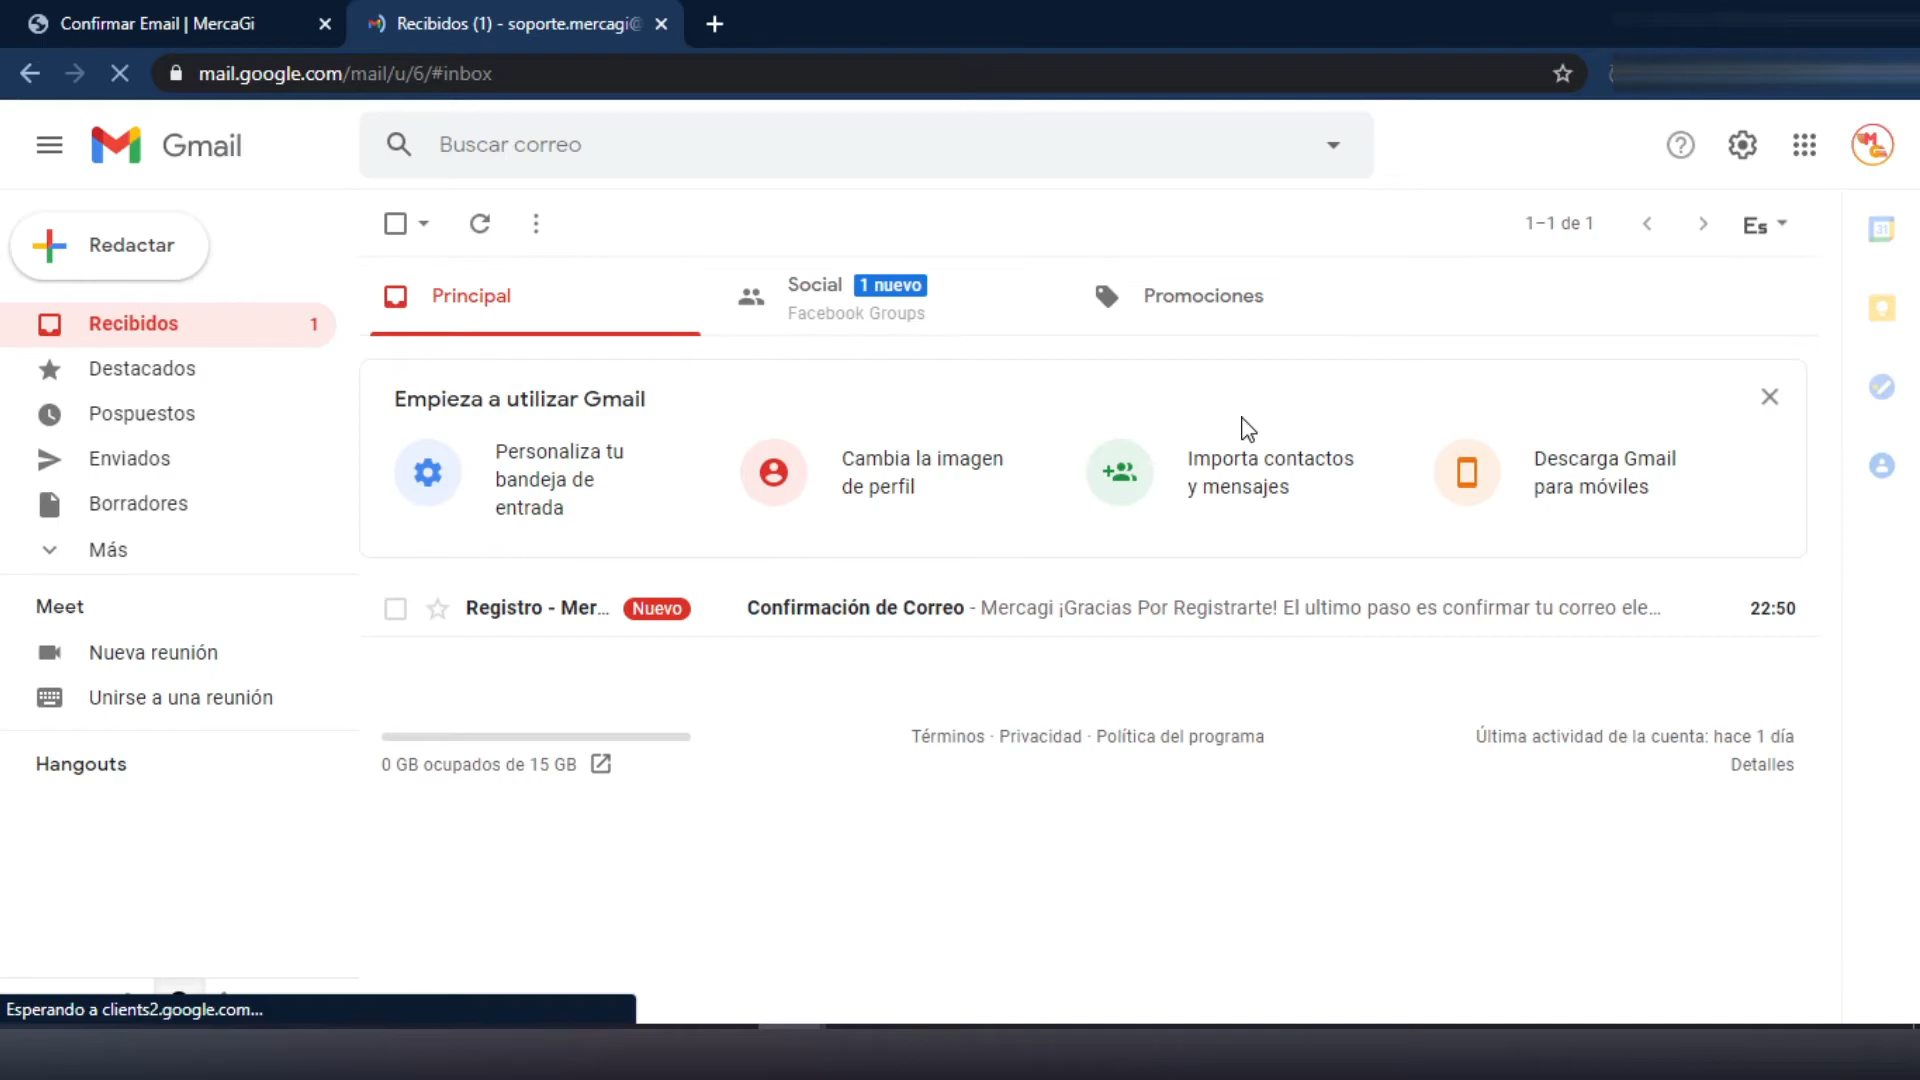 Confirmar Email | MercaGi
Recibidos (1) - soporte.mercagi@
mail.google.com/mail/u/6/#inbox
Gmail
Buscar correo
Redactar
1–1 de 1
Es
Principal
Social 1 nuevo
Facebook Groups
Promociones
Recibidos 1
Destacados
Pospuestos
Enviados
Borradores
Más
Empieza a utilizar Gmail
Personaliza tu
bandeja de
entrada
Cambia la imagen
de perfil
Importa contactos
y mensajes
Descarga Gmail
para móviles
Registro - Mer... Nuevo Confirmación de Correo - Mercagi ¡Gracias Por Registrarte! El ultimo paso es confirmar tu correo ele... 22:50
Meet
Nueva reunión
Unirse a una reunión
Hangouts
0 GB ocupados de 15 GB
Términos · Privacidad · Política del programa
Última actividad de la cuenta: hace 1 día
Detalles
31
Esperando a clients2.google.com...